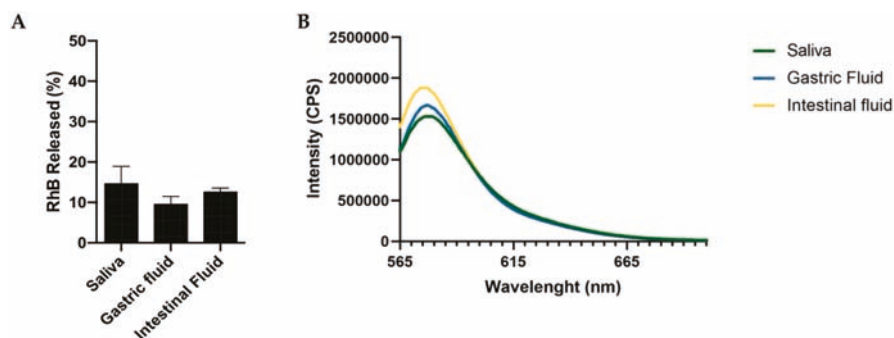 A
RhB Released (%)
50
40
30
20
10
0
Saliva
Gastric fluid
Intestinal Fluid
B
Intensity (CPS)
2500000
2000000
1500000
1000000
500000
0
565
615
665
Wavelenght (nm)
Saliva
Gastric Fluid
Intestinal fluid